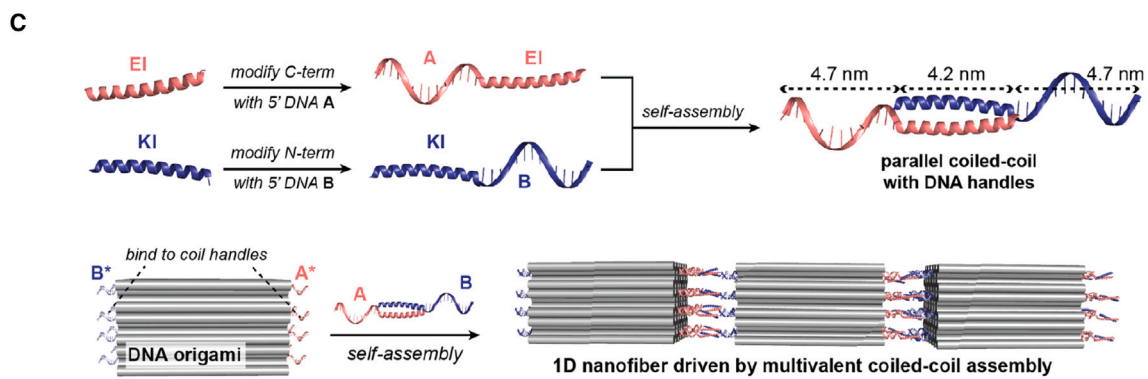 C
EI
modify C-term
with 5' DNA A
A
EI
KI
modify N-term
with 5' DNA B
KI
B
self-assembly
4.7 nm
4.2 nm
4.7 nm
parallel coiled-coil
with DNA handles
bind to coil handles
B*
A*
DNA origami
A
B
self-assembly
1D nanofiber driven by multivalent coiled-coil assembly